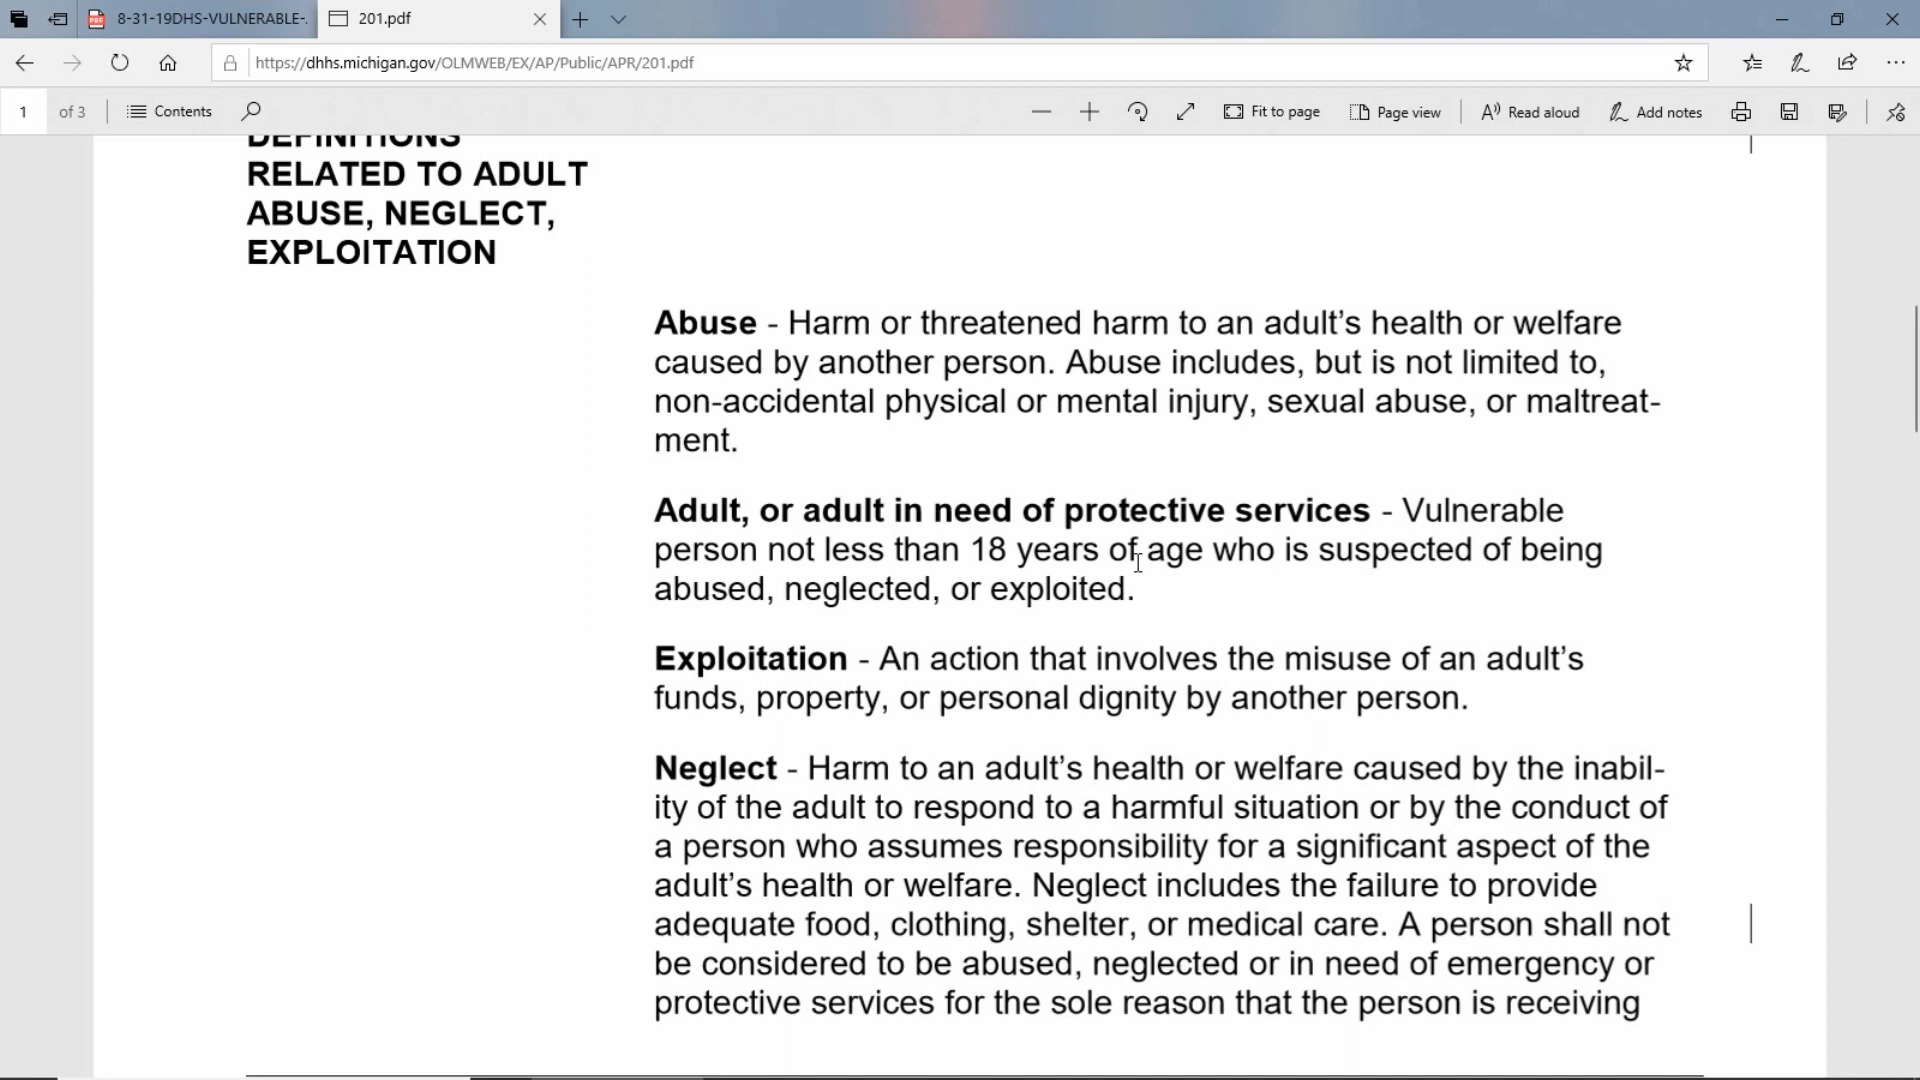 8-31-19DHS-VULNERABLE-.
201.pdf
https://dhhs.michigan.gov/OLMWEB/EX/AP/Public/APR/201.pdf
1 of 3 Contents Fit to page Page view Read aloud Add notes
DEFINITIONS
RELATED TO ADULT
ABUSE, NEGLECT,
EXPLOITATION
Abuse - Harm or threatened harm to an adult’s health or welfare
caused by another person. Abuse includes, but is not limited to,
non-accidental physical or mental injury, sexual abuse, or maltreat-
ment.
Adult, or adult in need of protective services - Vulnerable
person not less than 18 years of age who is suspected of being
abused, neglected, or exploited.
Exploitation - An action that involves the misuse of an adult’s
funds, property, or personal dignity by another person.
Neglect - Harm to an adult’s health or welfare caused by the inabil-
ity of the adult to respond to a harmful situation or by the conduct of
a person who assumes responsibility for a significant aspect of the
adult’s health or welfare. Neglect includes the failure to provide
adequate food, clothing, shelter, or medical care. A person shall not
be considered to be abused, neglected or in need of emergency or
protective services for the sole reason that the person is receiving